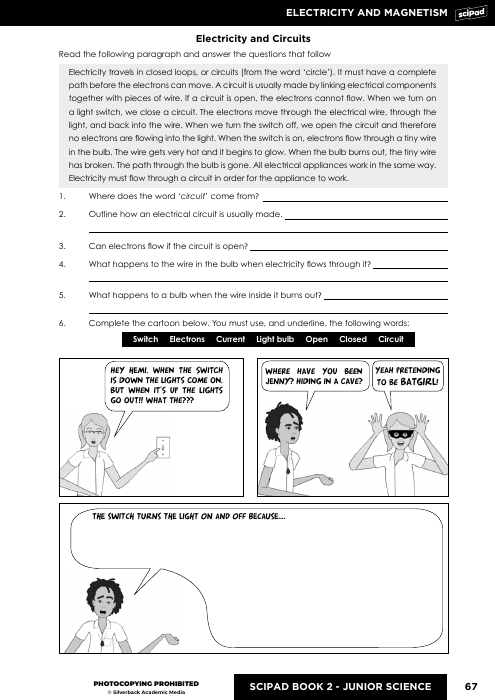 ELECTRICITY AND MAGNETISM scipad
Electricity and Circuits
Read the following paragraph and answer the questions that follow
Electricity travels in closed loops, or circuits (from the word 'circle'). It must have a complete
path before the electrons can move. A circuit is usually made by linking electrical components
together with pieces of wire. If a circuit is open, the electrons cannot flow. When we turn on
a light switch, we close a circuit. The electrons move through the electrical wire, through the
light, and back into the wire. When we turn the switch off, we open the circuit and therefore
no electrons are flowing into the light. When the switch is on, electrons flow through a tiny wire
in the bulb. The wire gets very hot and it begins to glow. When the bulb burns out, the tiny wire
has broken. The path through the bulb is gone. All electrical appliances work in the same way.
Electricity must flow through a circuit in order for the appliance to work.
1. Where does the word 'circuit' come from?
2. Outline how an electrical circuit is usually made.
3. Can electrons flow if the circuit is open?
4. What happens to the wire in the bulb when electricity flows through it?
5. What happens to a bulb when the wire inside it burns out?
6. Complete the cartoon below. You must use, and underline, the following words:
Switch Electrons Current Light bulb Open Closed Circuit
HEY HEMI. WHEN THE SWITCH
IS DOWN THE LIGHTS COME ON.
BUT WHEN IT'S UP THE LIGHTS
GO OUT!! WHAT THE???
WHERE HAVE YOU BEEN
JENNY? HIDING IN A CAVE?
YEAH PRETENDING
TO BE BATGIRL!
THE SWITCH TURNS THE LIGHT ON AND OFF BECAUSE....
PHOTOCOPYING PROHIBITED
© Silverback Academic Media
SCIPAD BOOK 2 - JUNIOR SCIENCE
67